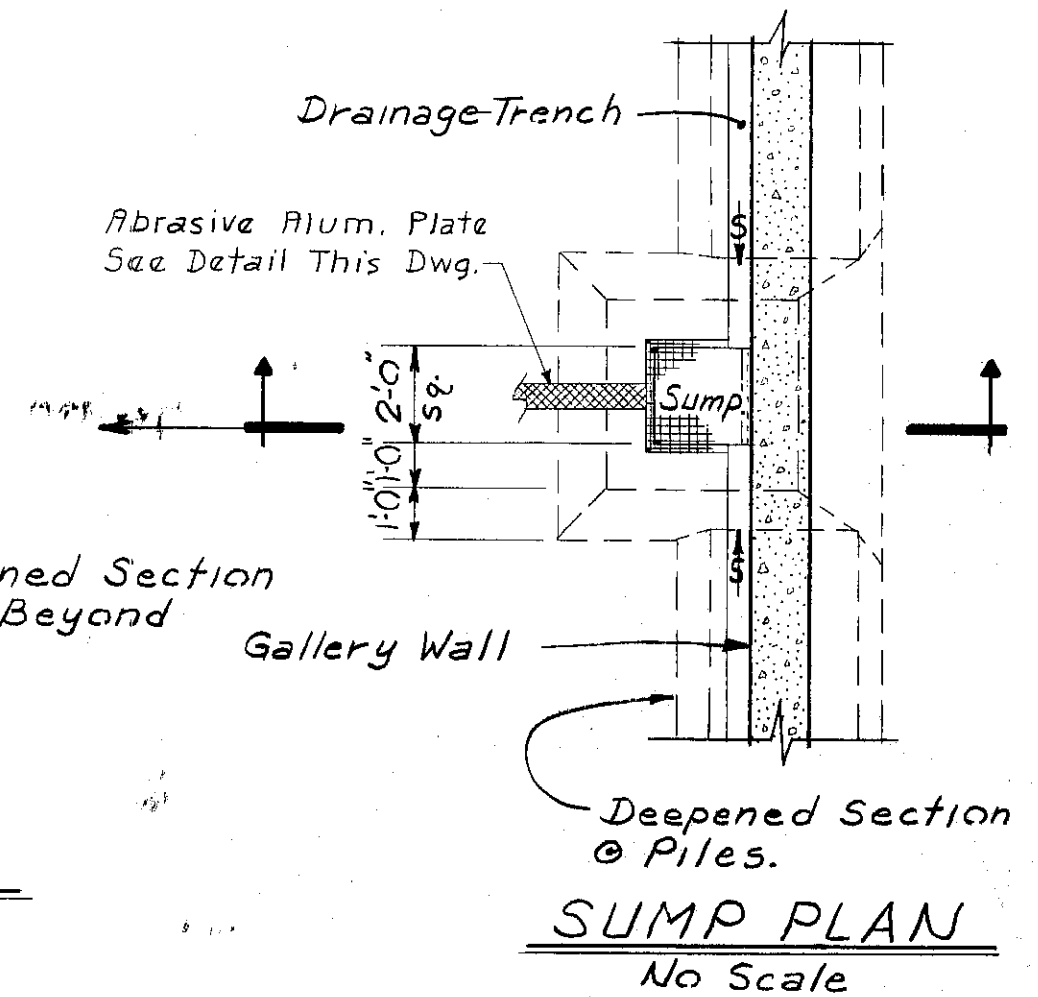 Drainage Trench
Abrasive Alum. Plate
See Detail This Dwg.
S
2'-0"
sq.
1'-0"
1'-0"
Sump
S
ned Section
Beyond
Gallery Wall
Deepened Section
@ Piles.
SUMP PLAN
No Scale